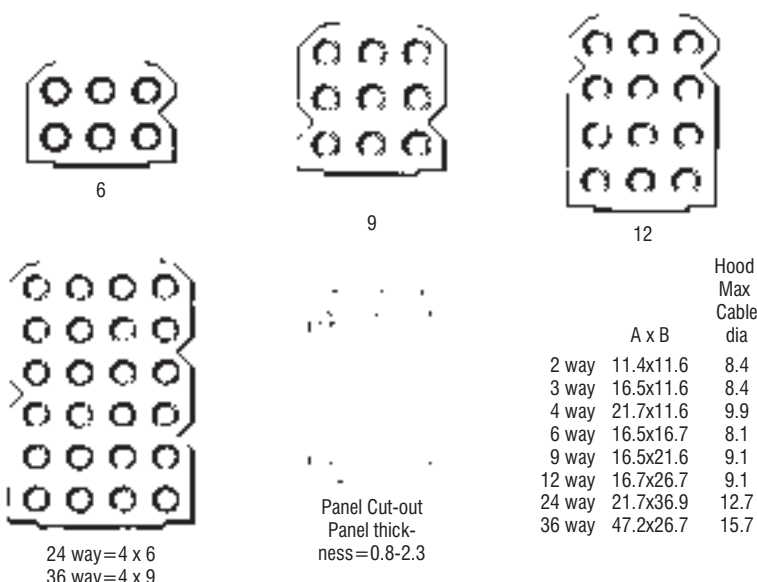 6
9
12
24 way=4 x 6
36 way=4 x 9
Panel Cut-out
Panel thick-
ness=0.8-2.3
Hood
Max
Cable
A x B dia
2 way 11.4x11.6 8.4
3 way 16.5x11.6 8.4
4 way 21.7x11.6 9.9
6 way 16.5x16.7 8.1
9 way 16.5x21.6 9.1
12 way 16.7x26.7 9.1
24 way 21.7x36.9 12.7
36 way 47.2x26.7 15.7